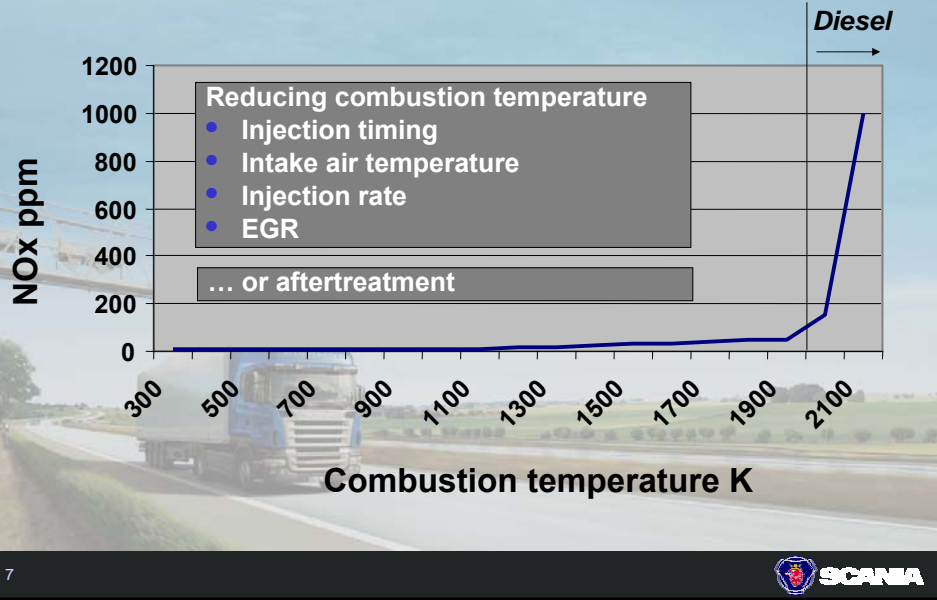 Diesel
1200
1000
800
600
400
200
0
NOx ppm
Reducing combustion temperature
• Injection timing
• Intake air temperature
• Injection rate
• EGR
… or aftertreatment
300 500 700 900 1100 1300 1500 1700 1900 2100
Combustion temperature K
7
SCANIA